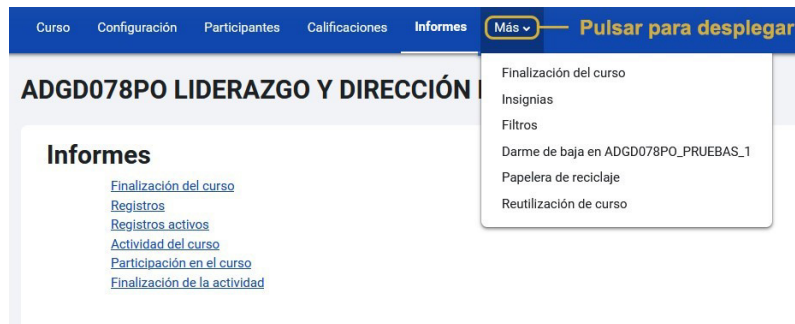 Curso Configuración Participantes Calificaciones Informes Más Pulsar para desplegar
ADGD078PO LIDERAZGO Y DIRECCIÓN
Finalización del curso
Insignias
Filtros
Darme de baja en ADGD078PO_PRUEBAS_1
Papelera de reciclaje
Reutilización de curso
Informes
Finalización del curso
Registros
Registros activos
Actividad del curso
Participación en el curso
Finalización de la actividad